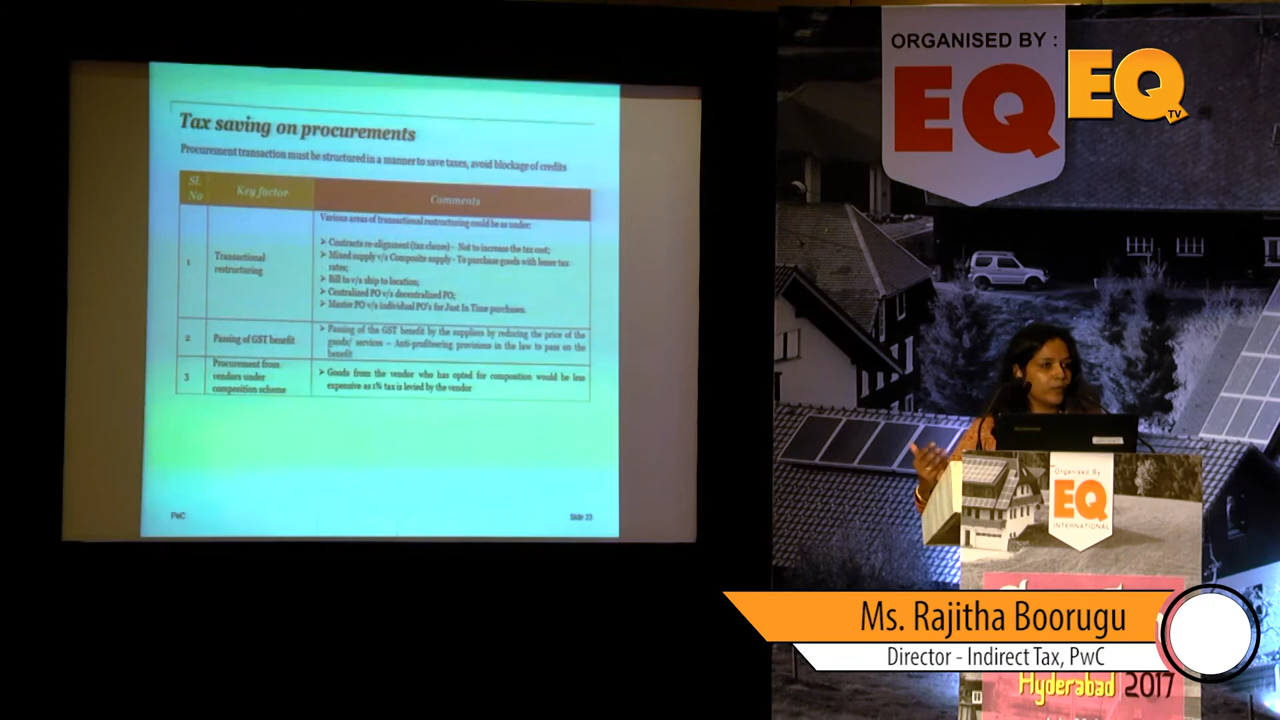 Tax saving on procurements
Procurement transaction must be structured in a manner to save taxes, avoid blockage of credits
Sl. No
Key factor
Comments
1
Transactional
restructuring
Various areas of transactional restructuring could be as under:
➢ Contracts re-alignment (tax clause) – Not to increase the tax cost;
➢ Mixed supply v/s Composite supply - To purchase goods with lesser tax
rates;
➢ Bill to v/s ship to location;
➢ Centralized PO v/s decentralized PO;
➢ Master PO v/s individual PO's for Just In Time purchases.
2
Passing of GST benefit
➢ Passing of the GST benefit by the suppliers by reducing the price of the
goods/ services – Anti-profiteering provisions in the law to pass on the
benefit
3
Procurement from
vendors under
composition scheme
➢ Goods from the vendor who has opted for composition would be less
expensive as 1% tax is levied by the vendor
PwC
Slide 23
ORGANISED BY :
EQ
EQ
TV
Organised By
EQ
INTERNATIONAL
Ms. Rajitha Boorugu
Director - Indirect Tax, PwC
Hyderabad 2017